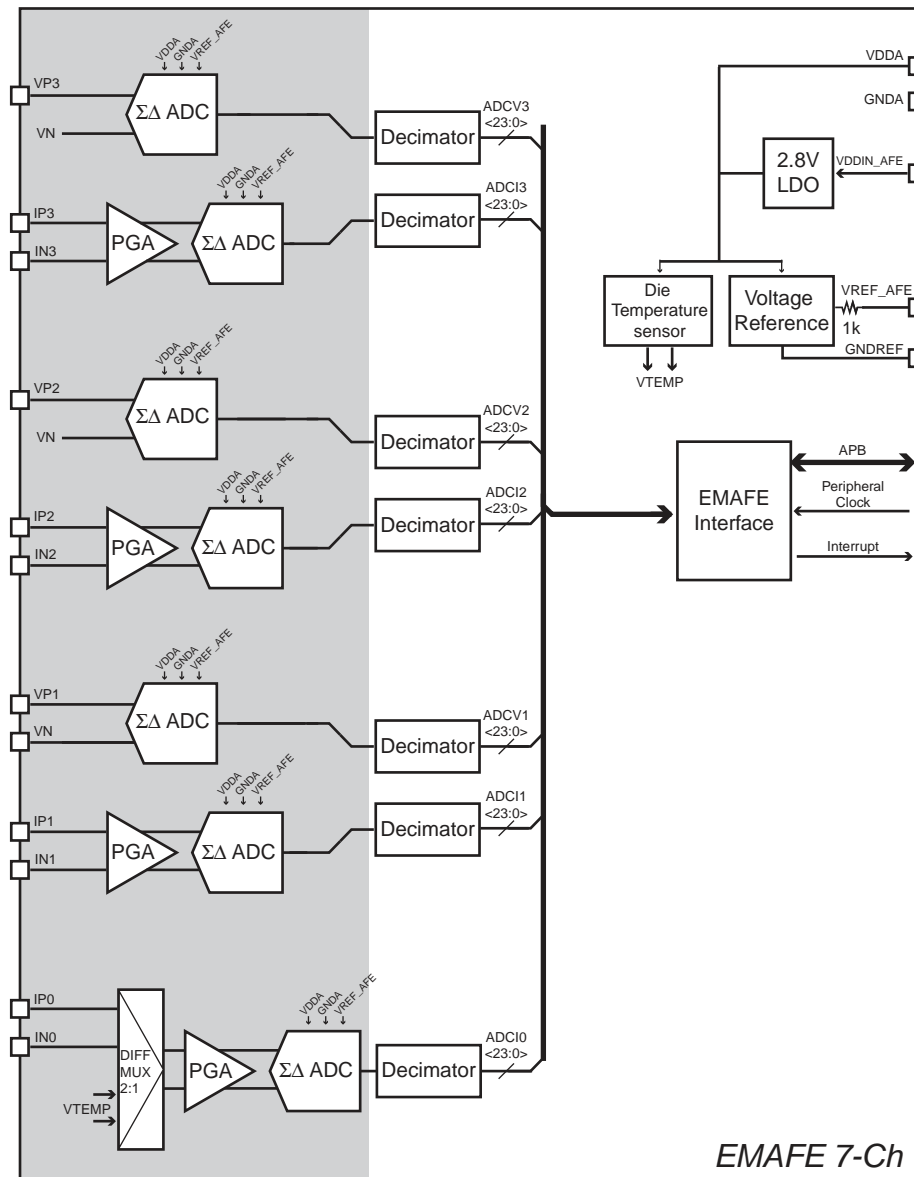 VDDA
GNDA
VREF_AFE
VP3
VN
ΣΔ ADC
Decimator
ADCV3
<23:0>
VDDA
GNDA
VREF_AFE
IP3
IN3
PGA
ΣΔ ADC
Decimator
ADCI3
<23:0>
VDDA
GNDA
2.8V
LDO
VDDIN_AFE
Die
Temperature
sensor
VTEMP
Voltage
Reference
VREF_AFE
1k
GNDREF
VDDA
GNDA
VREF_AFE
VP2
VN
ΣΔ ADC
Decimator
ADCV2
<23:0>
VDDA
GNDA
VREF_AFE
IP2
IN2
PGA
ΣΔ ADC
Decimator
ADCI2
<23:0>
EMAFE
Interface
APB
Peripheral
Clock
Interrupt
VDDA
GNDA
VREF_AFE
VP1
VN
ΣΔ ADC
Decimator
ADCV1
<23:0>
VDDA
GNDA
VREF_AFE
IP1
IN1
PGA
ΣΔ ADC
Decimator
ADCI1
<23:0>
VDDA
GNDA
VREF_AFE
IP0
IN0
DIFF
MUX
2:1
VTEMP
PGA
ΣΔ ADC
Decimator
ADCI0
<23:0>
EMAFE 7-Ch